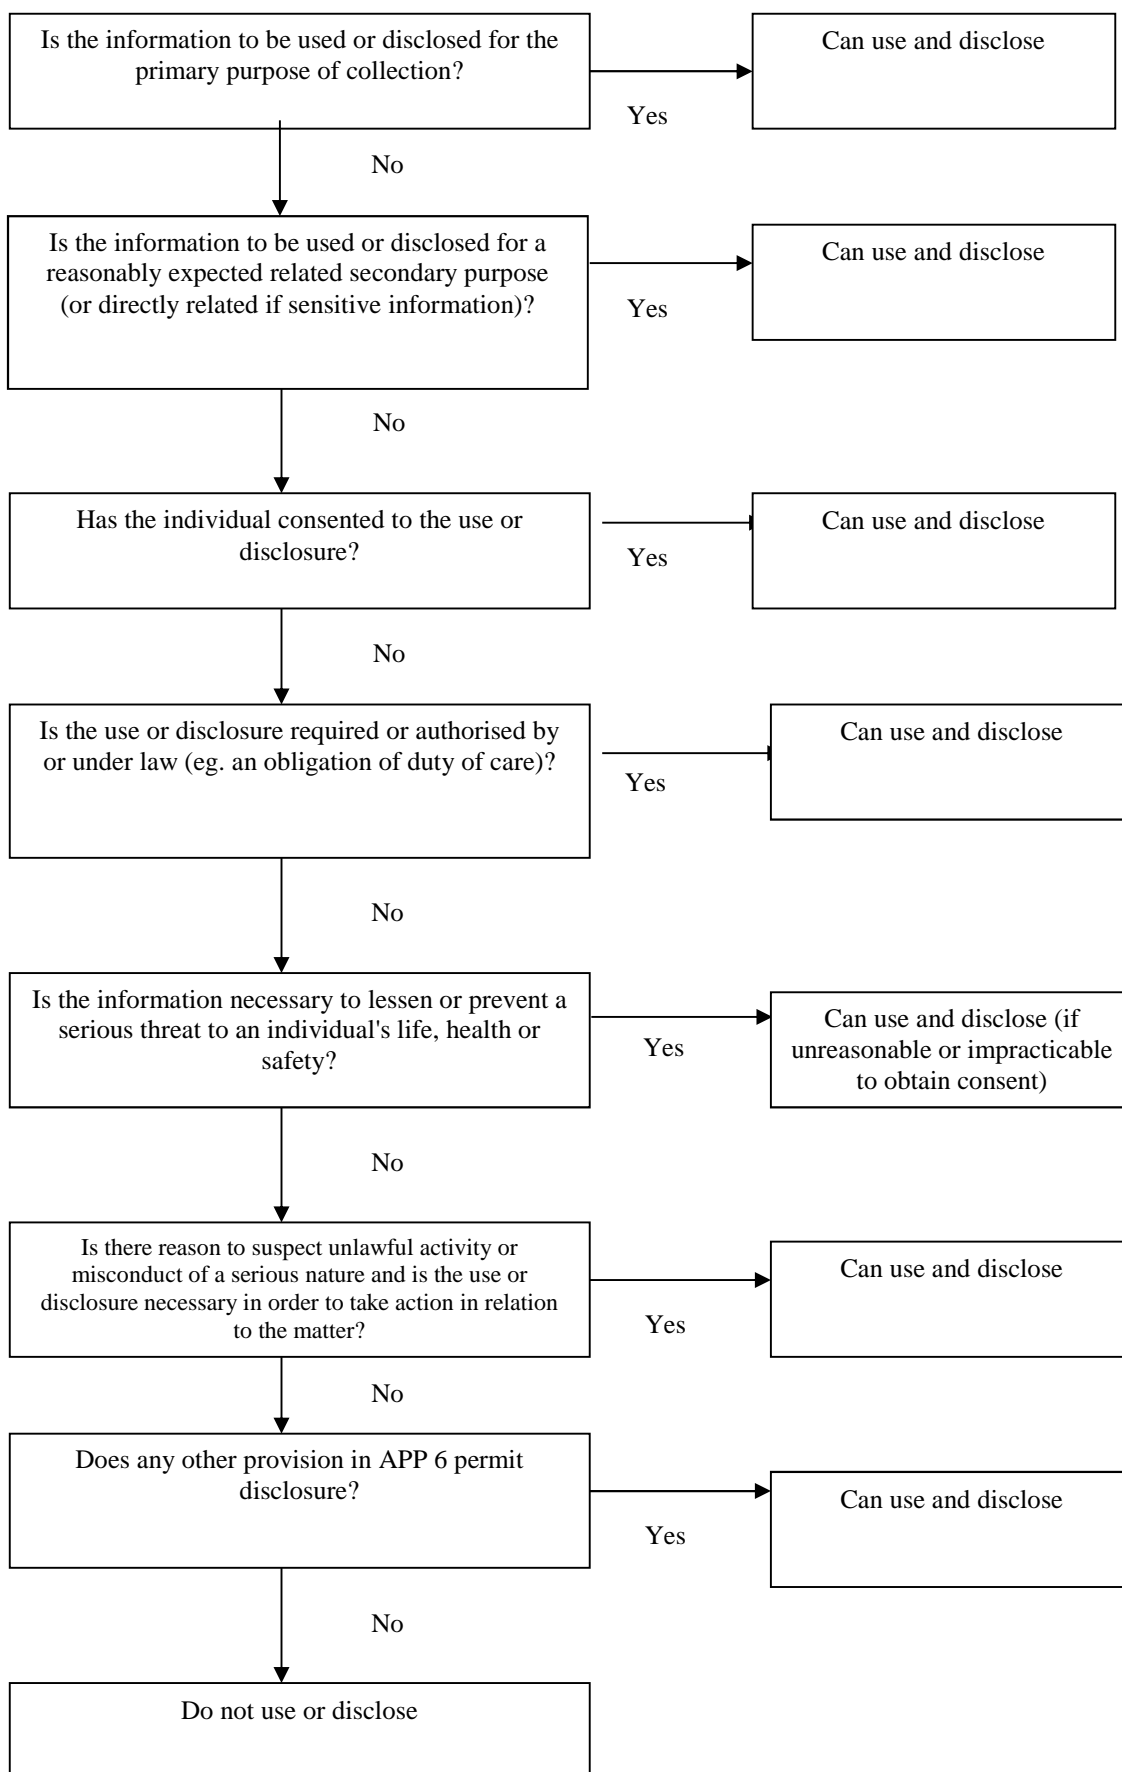 Is the information to be used or disclosed for the
primary purpose of collection?
Can use and disclose
Yes
No
Is the information to be used or disclosed for a
reasonably expected related secondary purpose
(or directly related if sensitive information)?
Can use and disclose
Yes
No
Has the individual consented to the use or
disclosure?
Can use and disclose
Yes
No
Is the use or disclosure required or authorised by
or under law (eg. an obligation of duty of care)?
Can use and disclose
Yes
No
Is the information necessary to lessen or prevent a
serious threat to an individual's life, health or
safety?
Can use and disclose (if
unreasonable or impracticable
to obtain consent)
Yes
No
Is there reason to suspect unlawful activity or
misconduct of a serious nature and is the use or
disclosure necessary in order to take action in relation
to the matter?
Can use and disclose
Yes
No
Does any other provision in APP 6 permit
disclosure?
Can use and disclose
Yes
No
Do not use or disclose